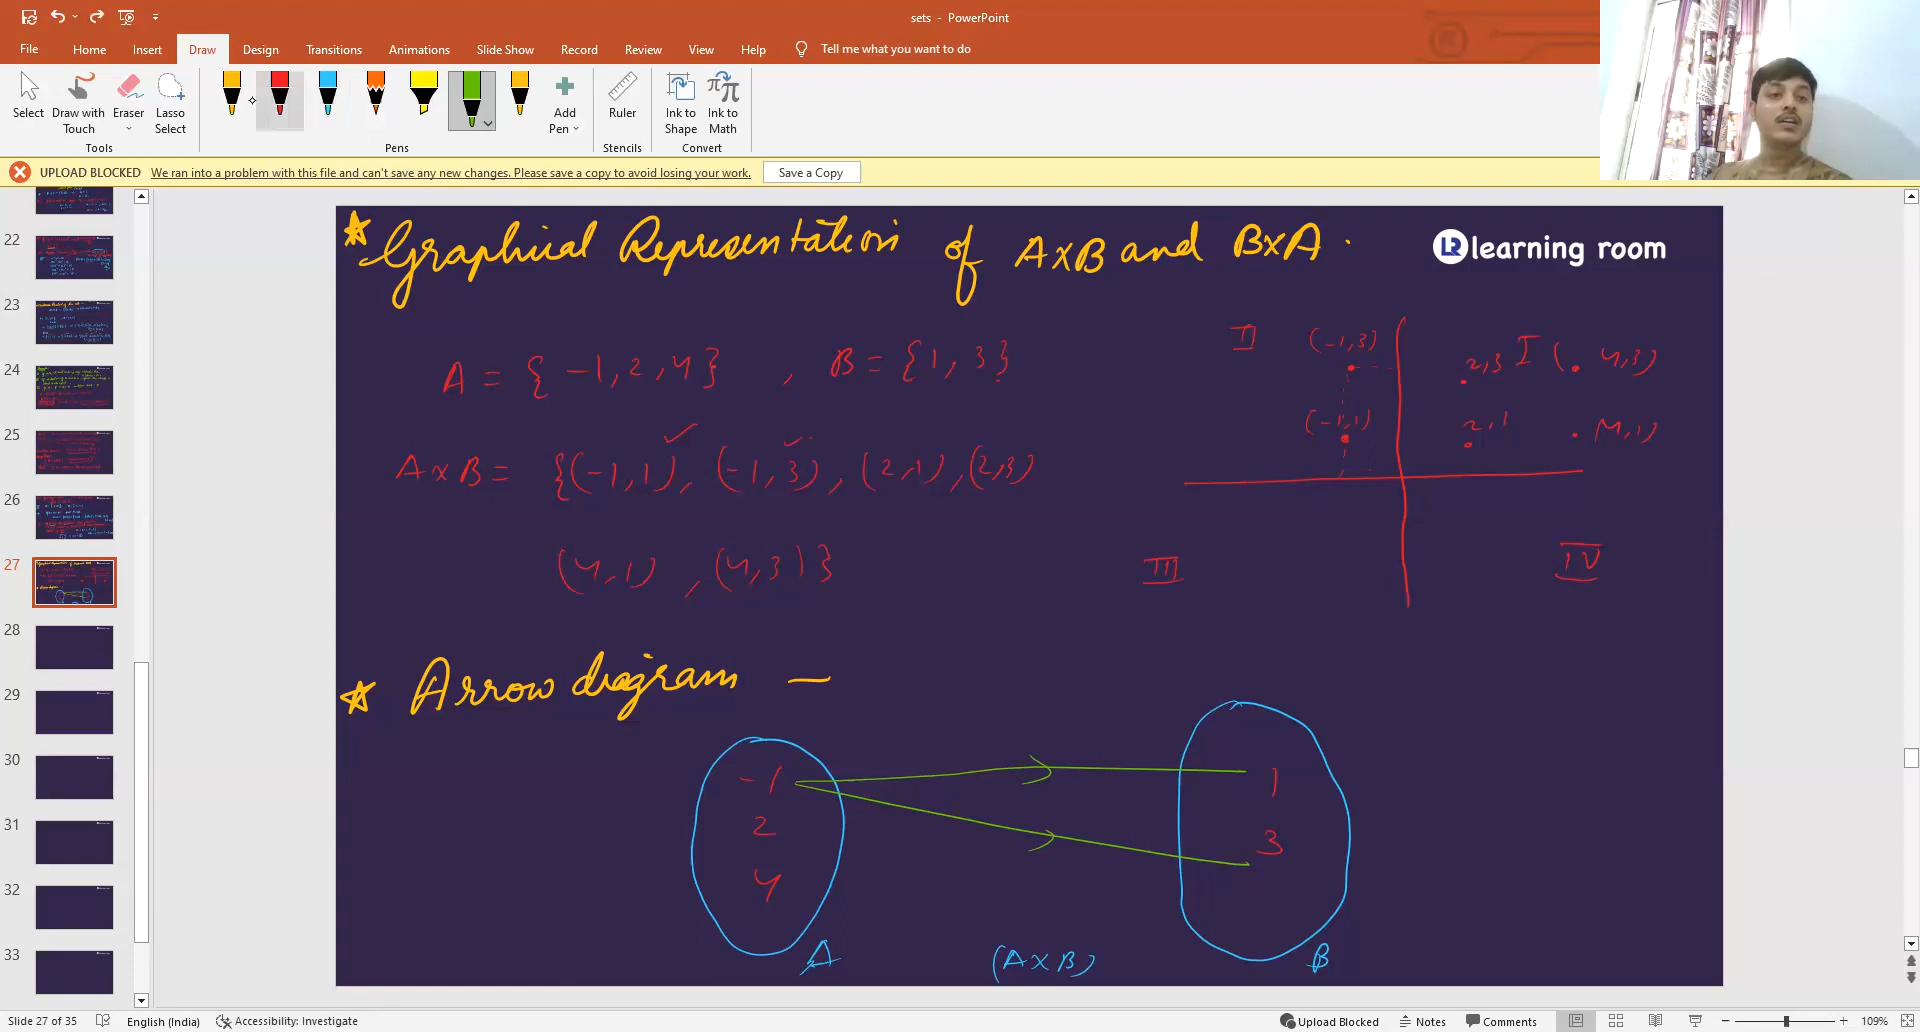 sets - PowerPoint
File Home Insert Draw Design Transitions Animations Slide Show Record Review View Help Tell me what you want to do
Select Draw with Touch Eraser Lasso Select Add Pen Ruler Ink to Shape Ink to Math
Tools Pens Stencils Convert
UPLOAD BLOCKED We ran into a problem with this file and can't save any new changes. Please save a copy to avoid losing your work. Save a Copy
22
23
24
25
26
27
28
29
30
31
32
33
Graphical Representation of A×B and B×A.
LR learning room
A = { -1, 2, 4 } , B = { 1, 3 }
A × B = {(-1, 1), (-1, 3), (2, 1), (2, 3)
(4, 1) , (4, 3) }
II (-1, 3) 2,3 I ( . 4,3)
(-1,1) 2,1 . (4,1)
III IV
Arrow diagram —
-1 1
2 3
4
A (A×B) B
Slide 27 of 35 English (India) Accessibility: Investigate Upload Blocked Notes Comments 109%